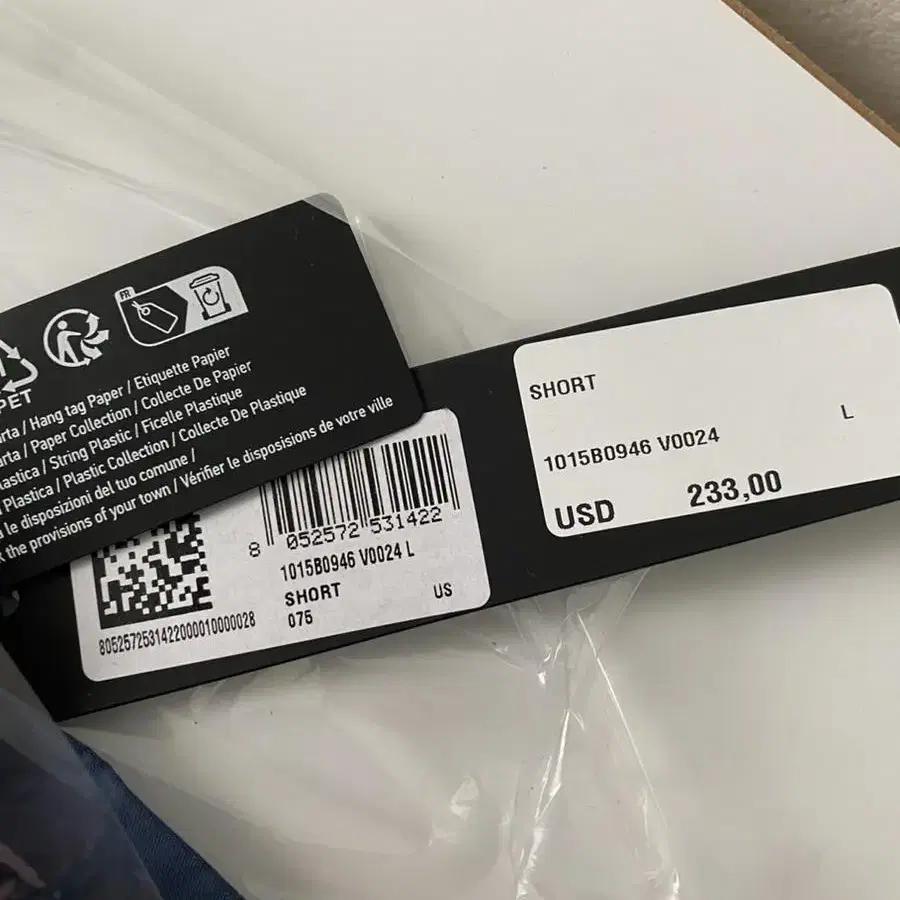 FR
PET
arta / Hang tag Paper / Etiquette Papier
arta / Paper Collection / Collecte De Papier
lastica / String Plastic / Ficelle Plastique
Plastica / Plastic Collection / Collecte De Plastique
le disposizioni del tuo comune /
the provisions of your town / Vérifier le dispositions de votre ville
8 052572 531422
1015B0946 V0024 L
SHORT
US
075
8052572531422000010000028
SHORT
L
1015B0946 V0024
USD 233,00